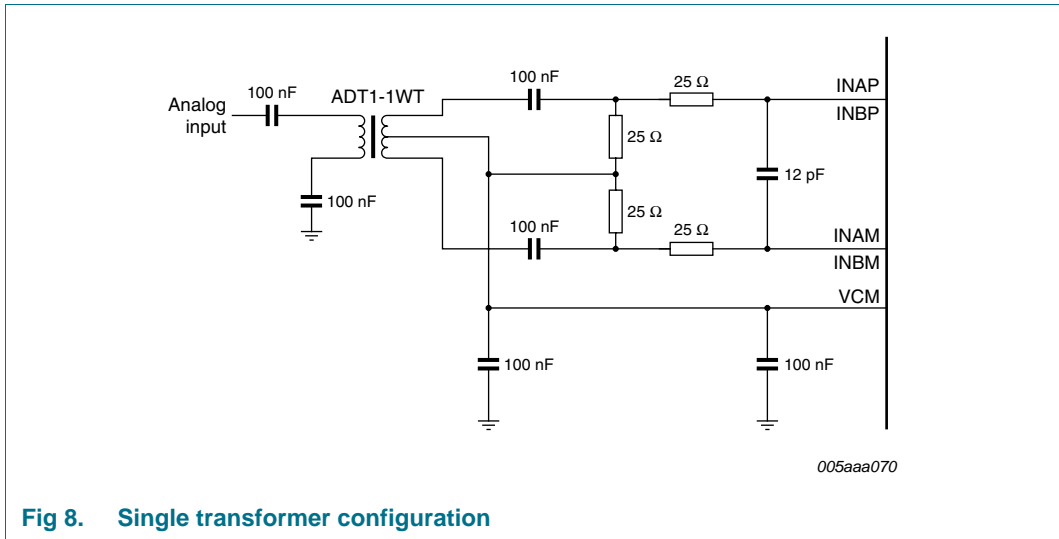 100 nF
ADT1-1WT
100 nF
25 Ω
INAP
Analog
input
INBP
25 Ω
12 pF
100 nF
25 Ω
100 nF
25 Ω
INAM
INBM
VCM
100 nF
100 nF
005aaa070
Fig 8. Single transformer configuration